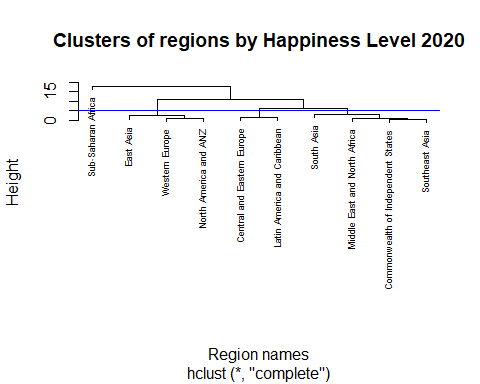 Clusters of regions by Happiness Level 2020
Height
0
15
Sub-Saharan Africa
East Asia
Western Europe
North America and ANZ
Central and Eastern Europe
Latin America and Caribbean
South Asia
Middle East and North Africa
Commonwealth of Independent States
Southeast Asia
Region names
hclust (*, "complete")